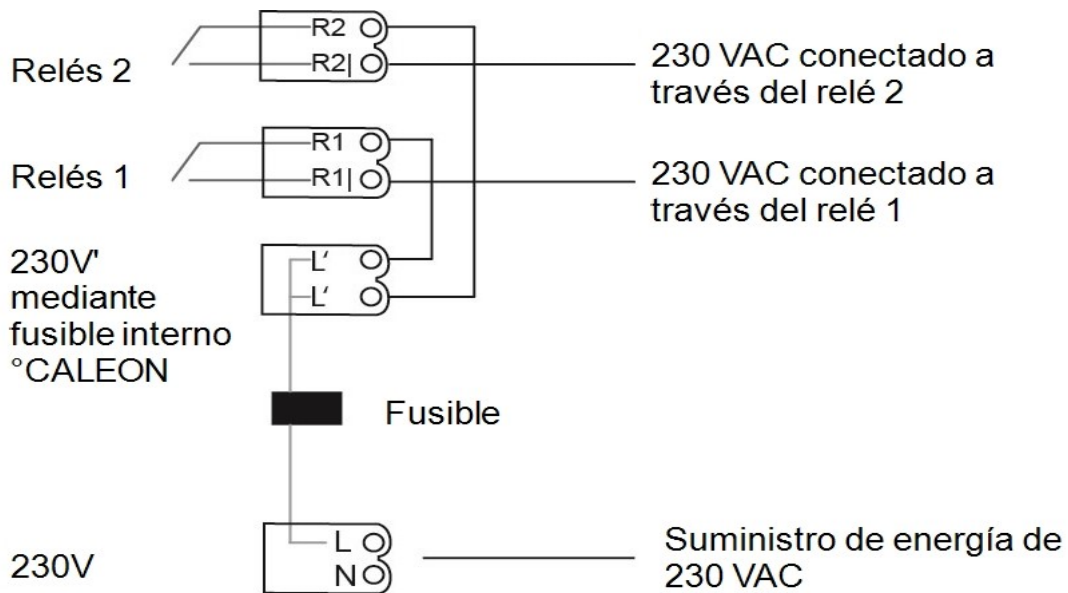 R2
R2|
Relés 2
230 VAC conectado a
través del relé 2
R1
R1|
Relés 1
230 VAC conectado a
través del relé 1
230V'
mediante
fusible interno
°CALEON
L'
L'
Fusible
L
N
230V
Suministro de energía de
230 VAC